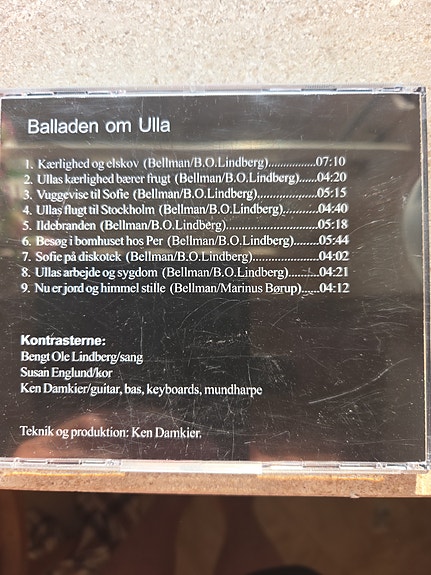 Balladen om Ulla
1. Kærlighed og elskov (Bellman/B.O.Lindberg)................07:10
2. Ullas kærlighed bærer frugt (Bellman/B.O.Lindberg).....04:20
3. Vuggevise til Sofie (Bellman/B.O.Lindberg)...................05:15
4. Ullas flugt til Stockholm (Bellman/B.O.Lindberg)..........04:40
5. Ildebranden (Bellman/B.O.Lindberg)............................05:18
6. Besøg i bomhuset hos Per (Bellman/B.O.Lindberg).......05:44
7. Sofie på diskotek (Bellman/B.O.Lindberg).....................04:02
8. Ullas arbejde og sygdom (Bellman/B.O.Lindberg)..........04:21
9. Nu er jord og himmel stille (Bellman/Marinus Børup).....04:12
Kontrasterne:
Bengt Ole Lindberg/sang
Susan Englund/kor
Ken Damkier/guitar, bas, keyboards, mundharpe
Teknik og produktion: Ken Damkier.